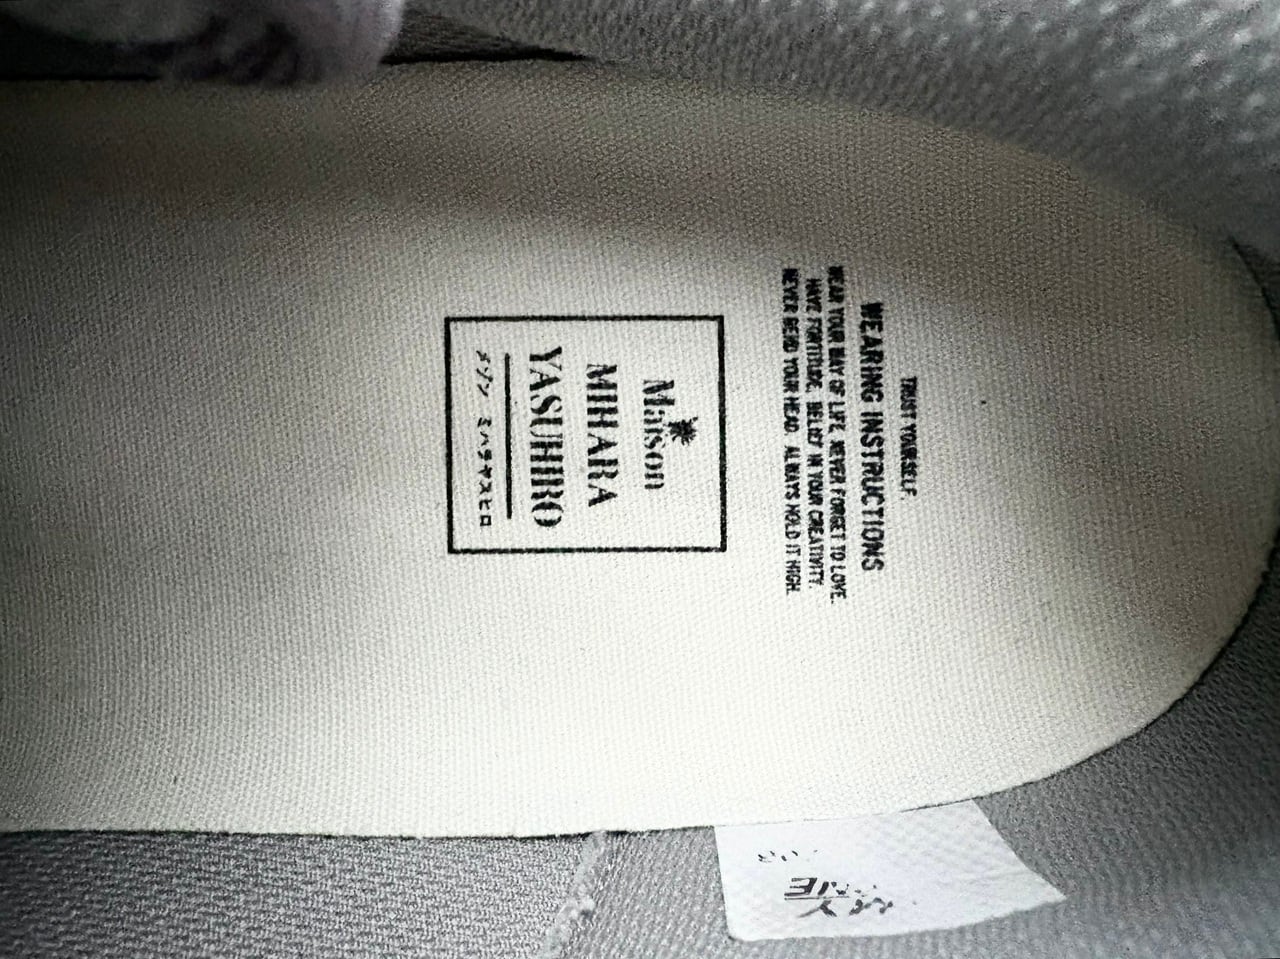 TRUST YOURSELF.
WEARING INSTRUCTIONS
WEAR YOUR WAY OF LIFE. NEVER FORGET TO LOVE.
HAVE FORTITUDE. BELIEF IN YOUR CREATIVITY.
NEVER BEND YOUR HEAD. ALWAYS HOLD IT HIGH.
Maison
MIHARA
YASUHIRO
メゾン ミハラヤスヒロ
MY